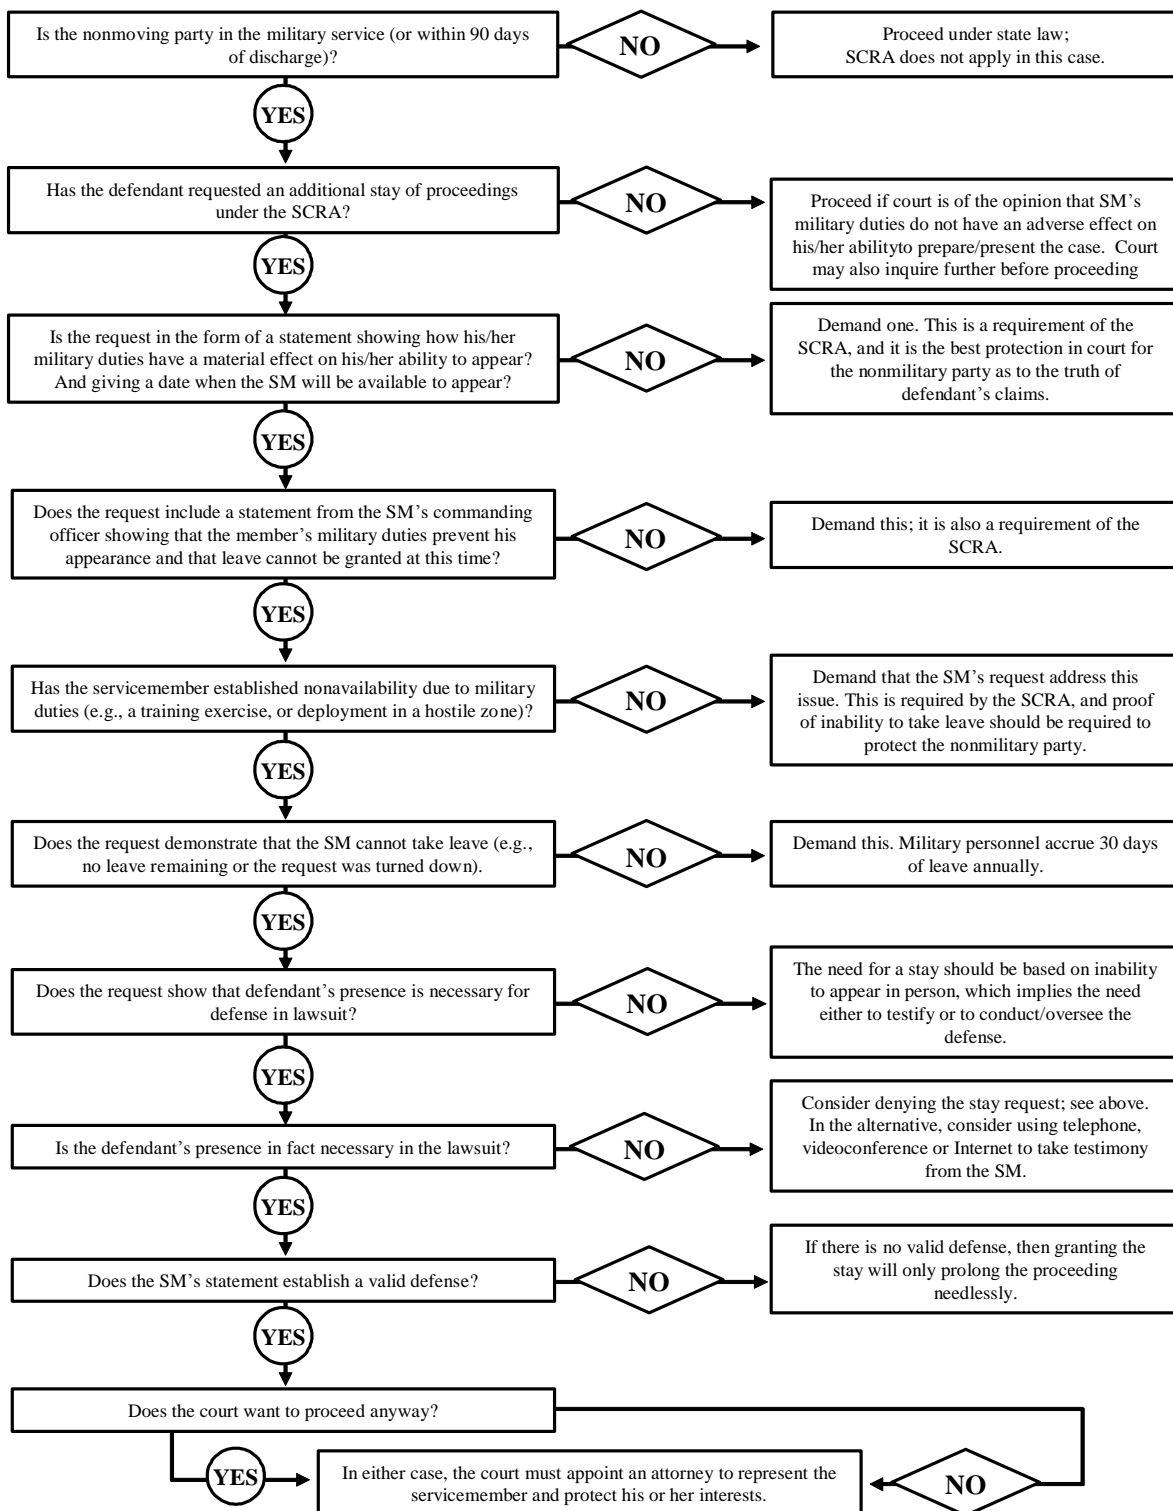 Is the nonmoving party in the military service (or within 90 days
of discharge)?
NO
Proceed under state law;
SCRA does not apply in this case.
YES
Has the defendant requested an additional stay of proceedings
under the SCRA?
NO
Proceed if court is of the opinion that SM’s
military duties do not have an adverse effect on
his/her abilityto prepare/present the case. Court
may also inquire further before proceeding
YES
Is the request in the form of a statement showing how his/her
military duties have a material effect on his/her ability to appear?
And giving a date when the SM will be available to appear?
NO
Demand one. This is a requirement of the
SCRA, and it is the best protection in court for
the nonmilitary party as to the truth of
defendant’s claims.
YES
Does the request include a statement from the SM’s commanding
officer showing that the member’s military duties prevent his
appearance and that leave cannot be granted at this time?
NO
Demand this; it is also a requirement of the
SCRA.
YES
Has the servicemember established nonavailability due to military
duties (e.g., a training exercise, or deployment in a hostile zone)?
NO
Demand that the SM’s request address this
issue. This is required by the SCRA, and proof
of inability to take leave should be required to
protect the nonmilitary party.
YES
Does the request demonstrate that the SM cannot take leave (e.g.,
no leave remaining or the request was turned down).
NO
Demand this. Military personnel accrue 30 days
of leave annually.
YES
Does the request show that defendant’s presence is necessary for
defense in lawsuit?
NO
The need for a stay should be based on inability
to appear in person, which implies the need
either to testify or to conduct/oversee the
defense.
YES
Is the defendant’s presence in fact necessary in the lawsuit?
NO
Consider denying the stay request; see above.
In the alternative, consider using telephone,
videoconference or Internet to take testimony
from the SM.
YES
Does the SM’s statement establish a valid defense?
NO
If there is no valid defense, then granting the
stay will only prolong the proceeding
needlessly.
YES
Does the court want to proceed anyway?
YES
In either case, the court must appoint an attorney to represent the
servicemember and protect his or her interests.
NO